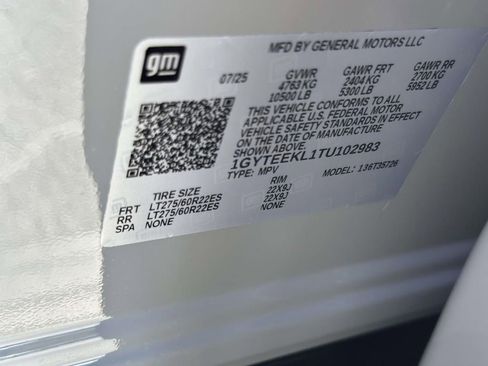 gm
MFD BY GENERAL MOTORS LLC
07/25 GVWR GAWR FRT GAWR RR
4763 KG 2404 KG 2700 KG
10500 LB 5300 LB 5952 LB
THIS VEHICLE CONFORMS TO ALL
APPLICABLE U.S. FEDERAL MOTOR
VEHICLE SAFETY STANDARDS IN EFFECT
ON THE DATE OF MANUFACTURE
SHOWN ABOVE.
1GYTEEKL1TU102983
TYPE: MPV MODEL: 136T35726
TIRE SIZE RIM
FRT LT275/60R22ES 22X9J
RR LT275/60R22ES 22X9J
SPA NONE NONE